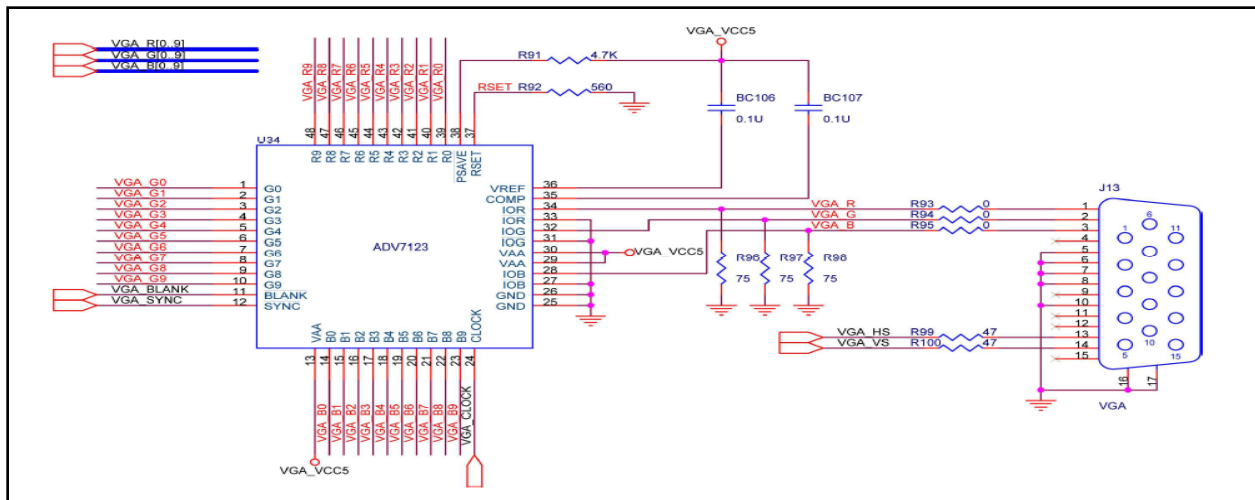 VGA_R[0..9]
VGA_G[0..9]
VGA_B[0..9]
VGA_R9
VGA_R8
VGA_R7
VGA_R6
VGA_R5
VGA_R4
VGA_R3
VGA_R2
VGA_R1
VGA_R0
R91 4.7K
RSET R92 560
VGA_VCC5
BC106
0.1U
BC107
0.1U
U34
48 47 46 45 44 43 42 41 40 39 38 37
R9 R8 R7 R6 R5 R4 R3 R2 R1 R0 PSAVE RSET
VGA_G0 1 G0
VGA_G1 2 G1
VGA_G2 3 G2
VGA_G3 4 G3
VGA_G4 5 G4
VGA_G5 6 G5
VGA_G6 7 G6
VGA_G7 8 G7
VGA_G8 9 G8
VGA_G9 10 G9
VGA_BLANK 11 BLANK
VGA_SYNC 12 SYNC
ADV7123
VREF 36
COMP 35
IOR 34
IOR 33
IOG 32
IOG 31
VAA 30
VAA 29
IOB 28
IOB 27
GND 26
GND 25
VGA_VCC5
VAA B0 B1 B2 B3 B4 B5 B6 B7 B8 B9 CLOCK
13 14 15 16 17 18 19 20 21 22 23 24
VGA_B0
VGA_B1
VGA_B2
VGA_B3
VGA_B4
VGA_B5
VGA_B6
VGA_B7
VGA_B8
VGA_B9
VGA_CLOCK
VGA_VCC5
VGA_R R93 0
VGA_G R94 0
VGA_B R95 0
R96 75
R97 75
R98 75
VGA_HS R99 47
VGA_VS R100 47
J13
1
2
3
4
5
6
7
8
9
10
11
12
13
14
15
1 6 11
5 10 15
16 17
VGA